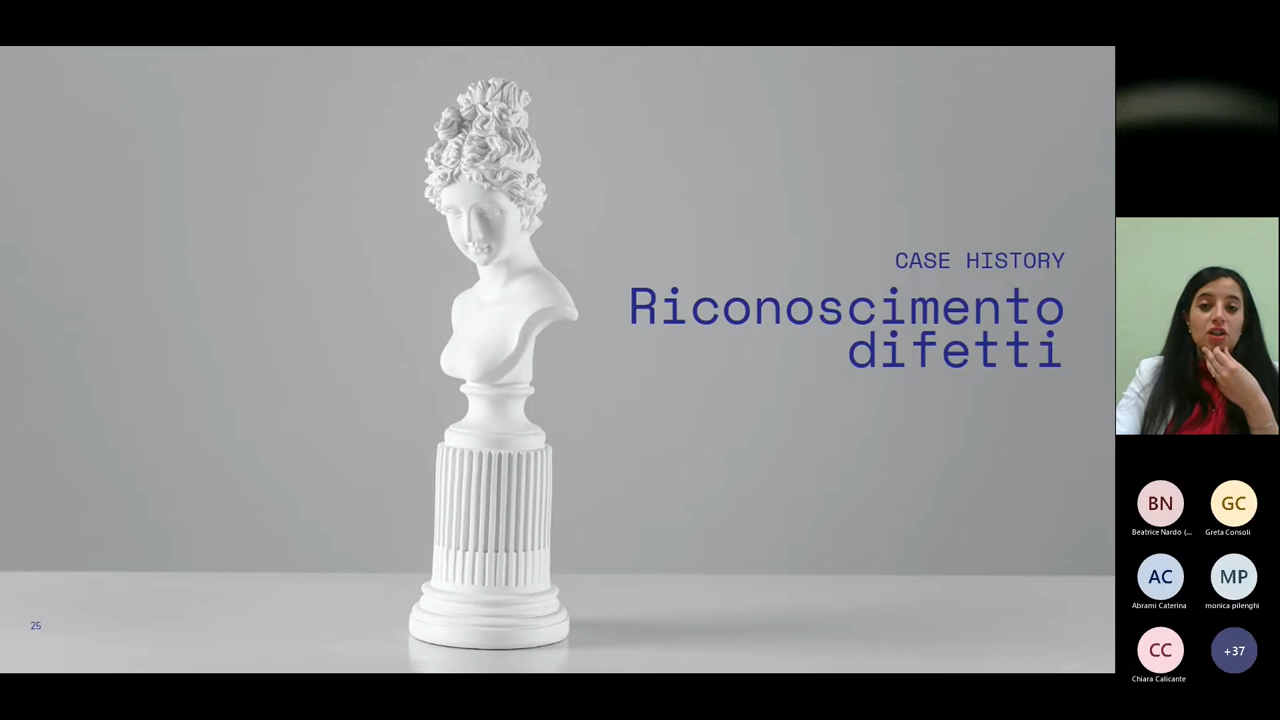 CASE HISTORY
Riconoscimento
difetti
25
BN
GC
Beatrice Nardo (...
Greta Consoli
AC
MP
Abrami Caterina
monica pilenghi
CC
+37
Chiara Calicante